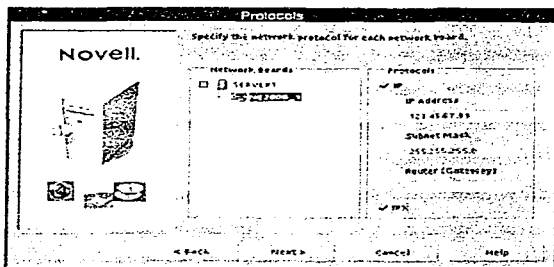 Protocols
Novell.
Specify the network protocol for each network board.
Network Boards
SERVER1
Protocols
IP
IP Address
Subnet Mask
255.255.255.0
Router (Gateway)
IPX
< Back
Next >
Cancel
Help